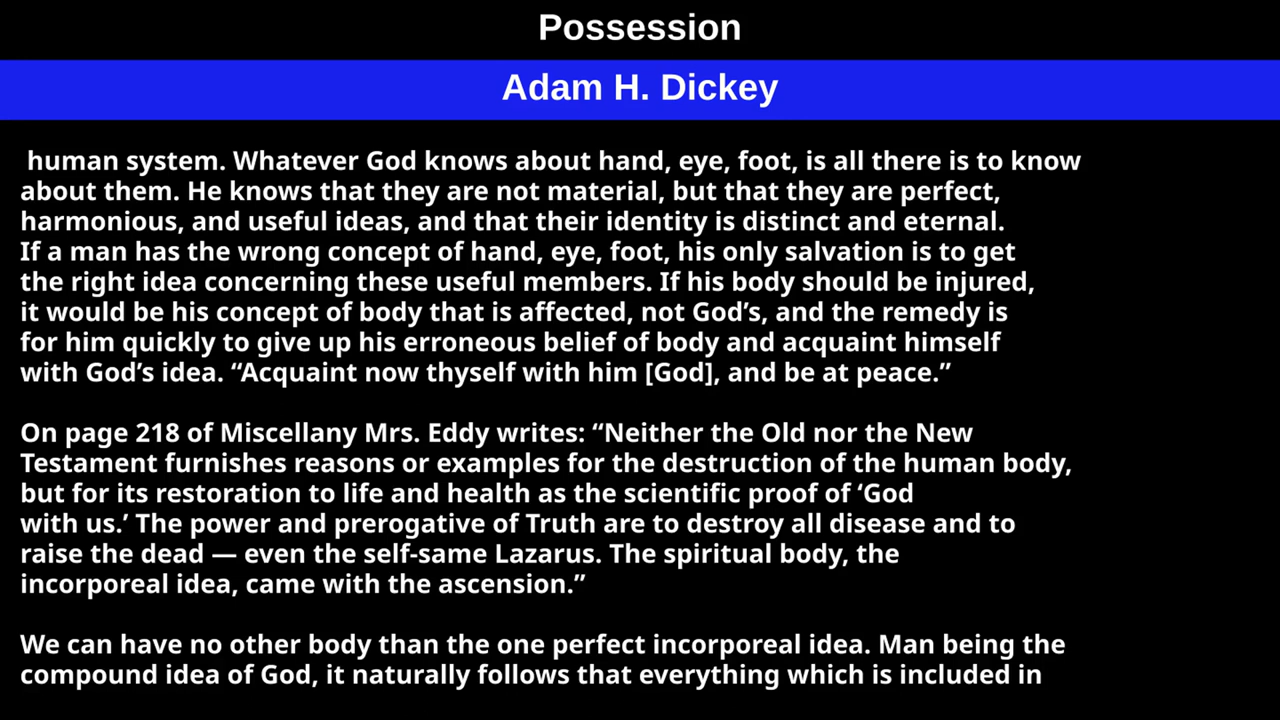 Possession
Adam H. Dickey
human system. Whatever God knows about hand, eye, foot, is all there is to know
about them. He knows that they are not material, but that they are perfect,
harmonious, and useful ideas, and that their identity is distinct and eternal.
If a man has the wrong concept of hand, eye, foot, his only salvation is to get
the right idea concerning these useful members. If his body should be injured,
it would be his concept of body that is affected, not God’s, and the remedy is
for him quickly to give up his erroneous belief of body and acquaint himself
with God’s idea. “Acquaint now thyself with him [God], and be at peace.”
On page 218 of Miscellany Mrs. Eddy writes: “Neither the Old nor the New
Testament furnishes reasons or examples for the destruction of the human body,
but for its restoration to life and health as the scientific proof of ‘God
with us.’ The power and prerogative of Truth are to destroy all disease and to
raise the dead — even the self-same Lazarus. The spiritual body, the
incorporeal idea, came with the ascension.”
We can have no other body than the one perfect incorporeal idea. Man being the
compound idea of God, it naturally follows that everything which is included in